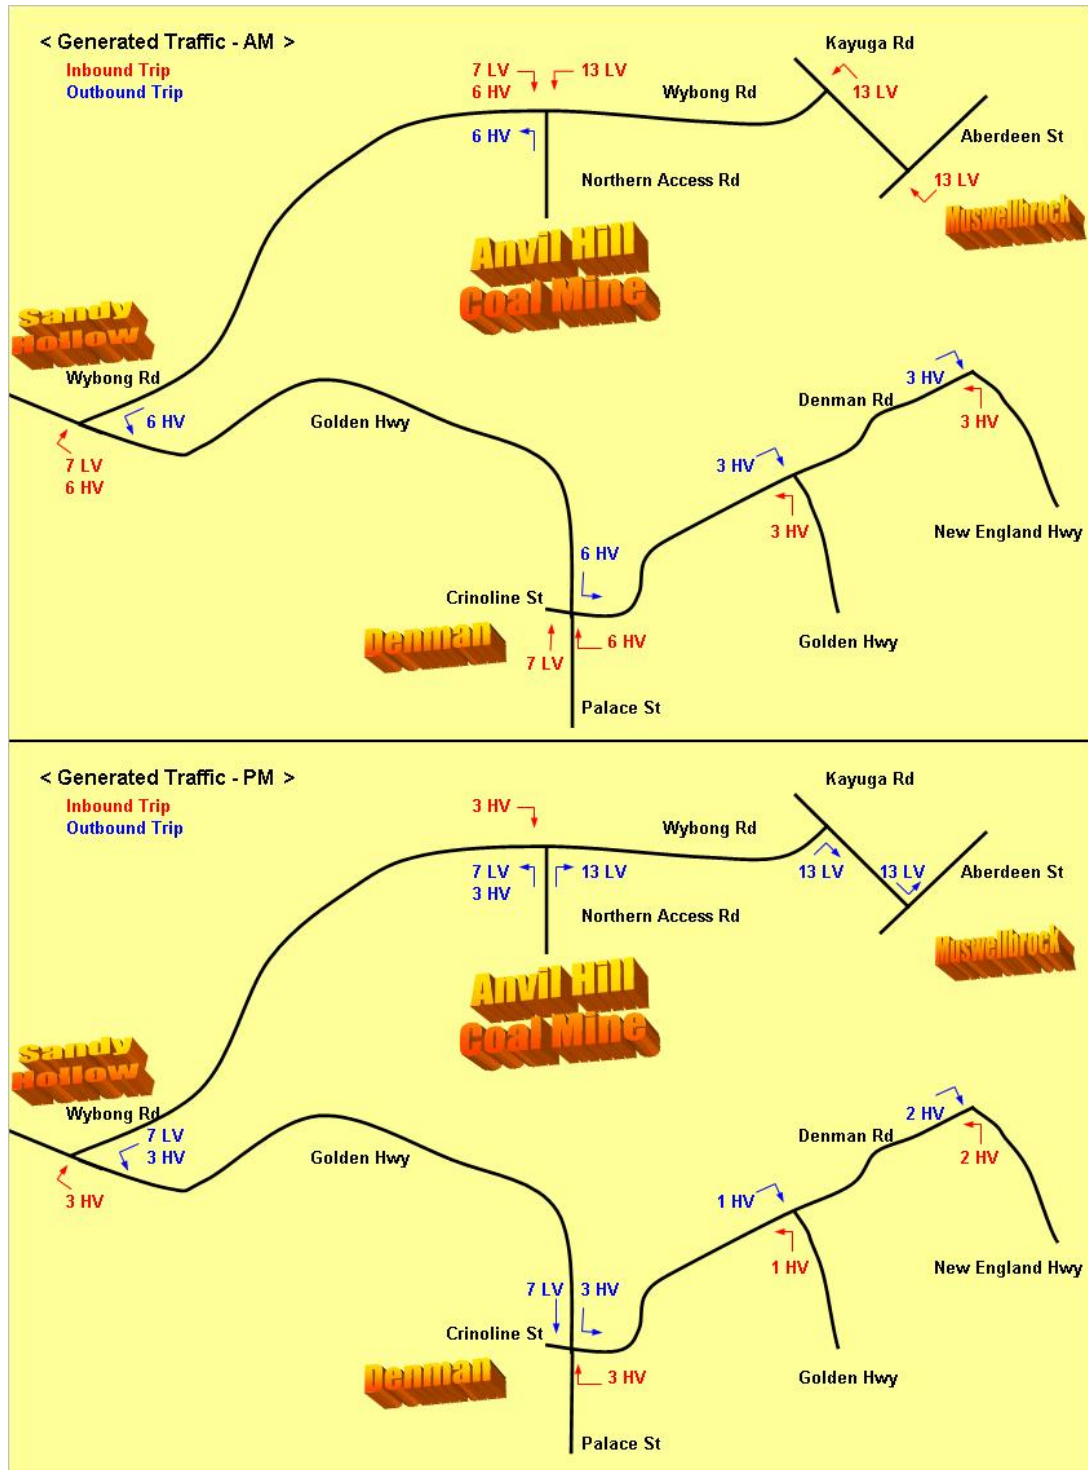 < Generated Traffic - AM >
Inbound Trip
Outbound Trip
7 LV
6 HV
13 LV
6 HV
Wybong Rd
Kayuga Rd
13 LV
Aberdeen St
13 LV
Northern Access Rd
Muswellbrock
Anvil Hill
Coal Mine
Sandy
Hollow
Wybong Rd
6 HV
7 LV
6 HV
Golden Hwy
3 HV
Denman Rd
3 HV
3 HV
3 HV
New England Hwy
6 HV
Crinoline St
Denman
7 LV
6 HV
Golden Hwy
Palace St
< Generated Traffic - PM >
Inbound Trip
Outbound Trip
3 HV
7 LV
3 HV
13 LV
Wybong Rd
Kayuga Rd
13 LV
13 LV
Aberdeen St
Northern Access Rd
Muswellbrock
Anvil Hill
Coal Mine
Sandy
Hollow
Wybong Rd
7 LV
3 HV
3 HV
Golden Hwy
2 HV
Denman Rd
2 HV
1 HV
1 HV
New England Hwy
7 LV
3 HV
Crinoline St
Denman
3 HV
Golden Hwy
Palace St